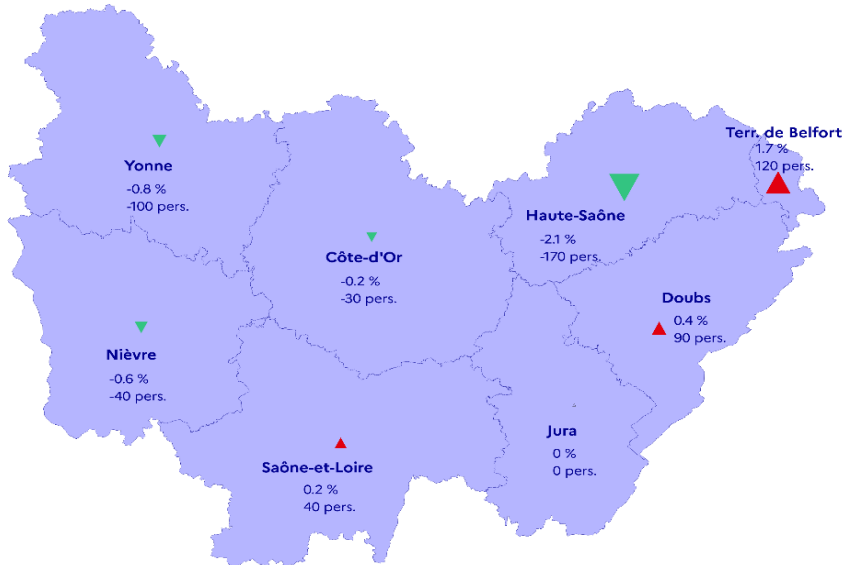 Terr. de Belfort
1.7 %
120 pers.
Yonne
-0.8 %
-100 pers.
Haute-Saône
-2.1 %
-170 pers.
Côte-d'Or
-0.2 %
-30 pers.
Doubs
0.4 %
90 pers.
Nièvre
-0.6 %
-40 pers.
Jura
0 %
0 pers.
Saône-et-Loire
0.2 %
40 pers.